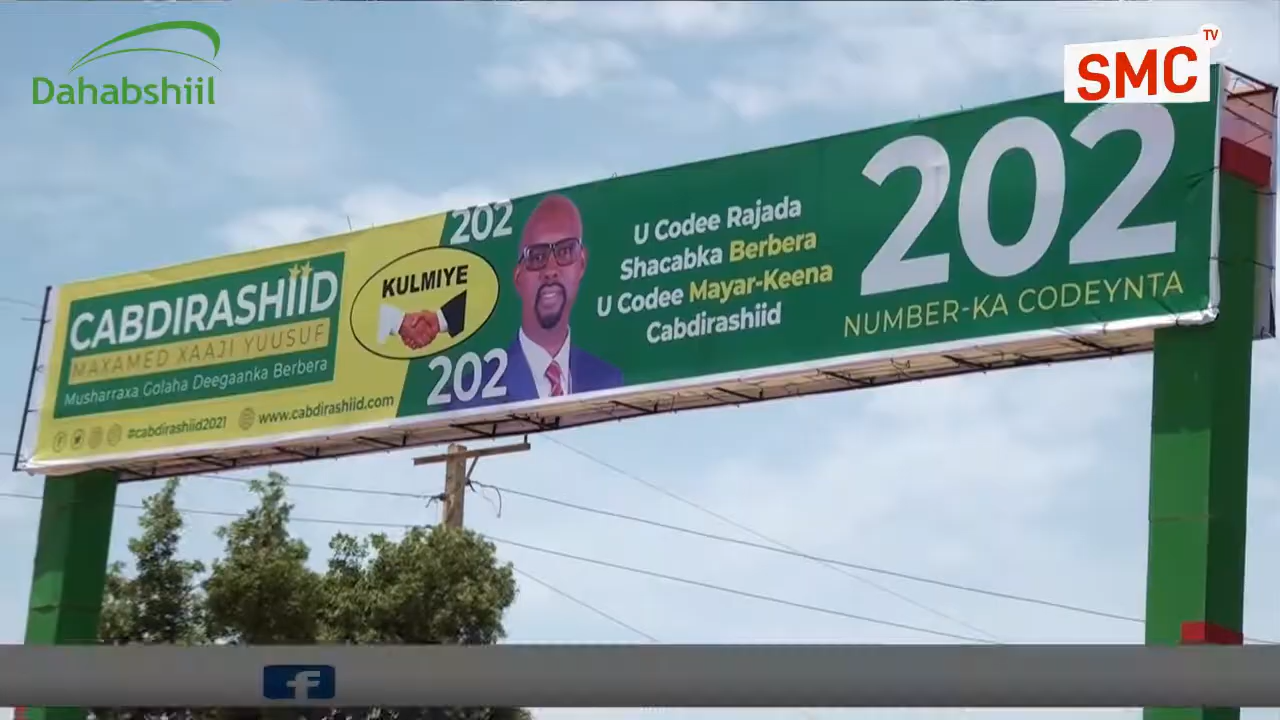 Dahabshiil
SMC TV
CABDIRASHIID
MAXAMED XAAJI YUUSUF
Musharraxa Golaha Deegaanka Berbera
#cabdirashiid2021
www.cabdirashiid.com
KULMIYE
202
202
U Codee Rajada
Shacabka Berbera
U Codee Mayar-Keena
Cabdirashiid
202
NUMBER-KA CODEYNTA